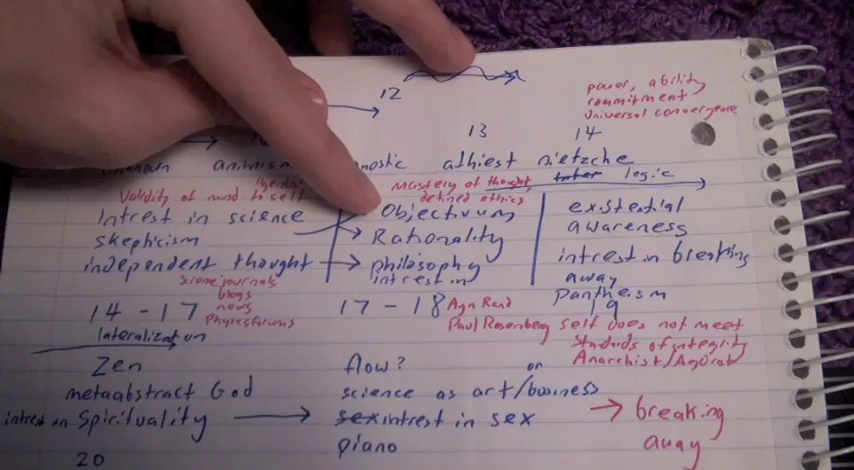 12
power, ability
commitment
universal convergence
13 14
nostic athiest nietzche
Validity of mind to self
mastery of thought logic
defined ethics
intrest in science
Objectivism
existential
skepticism
Rationality
awareness
independent thought
philosophy
intrest in
intrest in breaking
away
pantheism
science journals
blogs
news
Physicsforums
14 - 17
17 - 18
Ayn Rand
Paul Rosenberg
19
self does not meet
standards of integrity
Anarchist/Agorist
lateralization
Zen
flow?
or
metaabstract God
science as art/business
intrest in Spirituality
sex intrest in sex
breaking
away
piano
20